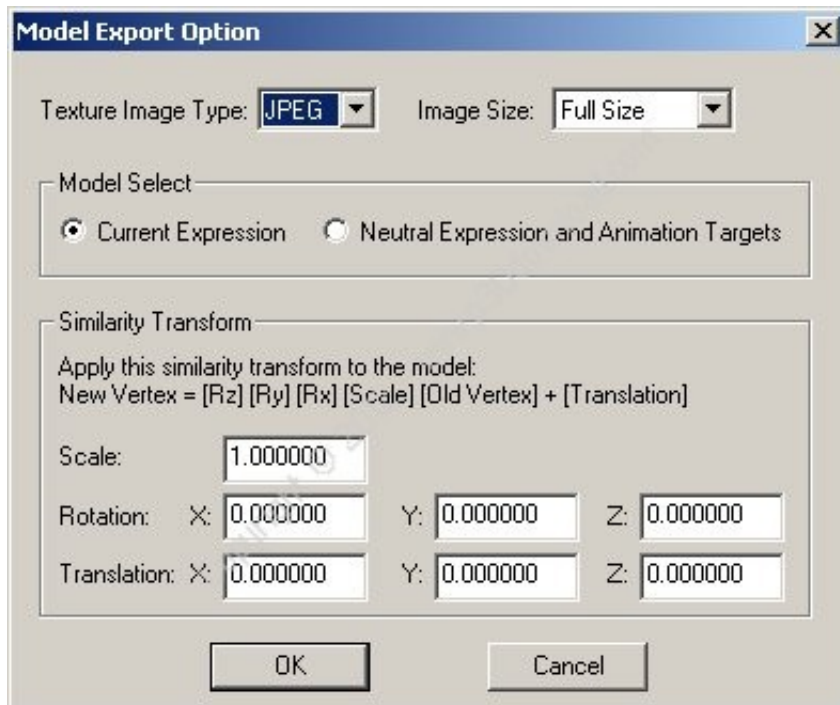 Model Export Option
Texture Image Type: JPEG Image Size: Full Size
Model Select
Current Expression Neutral Expression and Animation Targets
Similarity Transform
Apply this similarity transform to the model:
New Vertex = [Rz] [Ry] [Rx] [Scale] [Old Vertex] + [Translation]
Scale: 1.000000
Rotation: X: 0.000000 Y: 0.000000 Z: 0.000000
Translation: X: 0.000000 Y: 0.000000 Z: 0.000000
OK Cancel